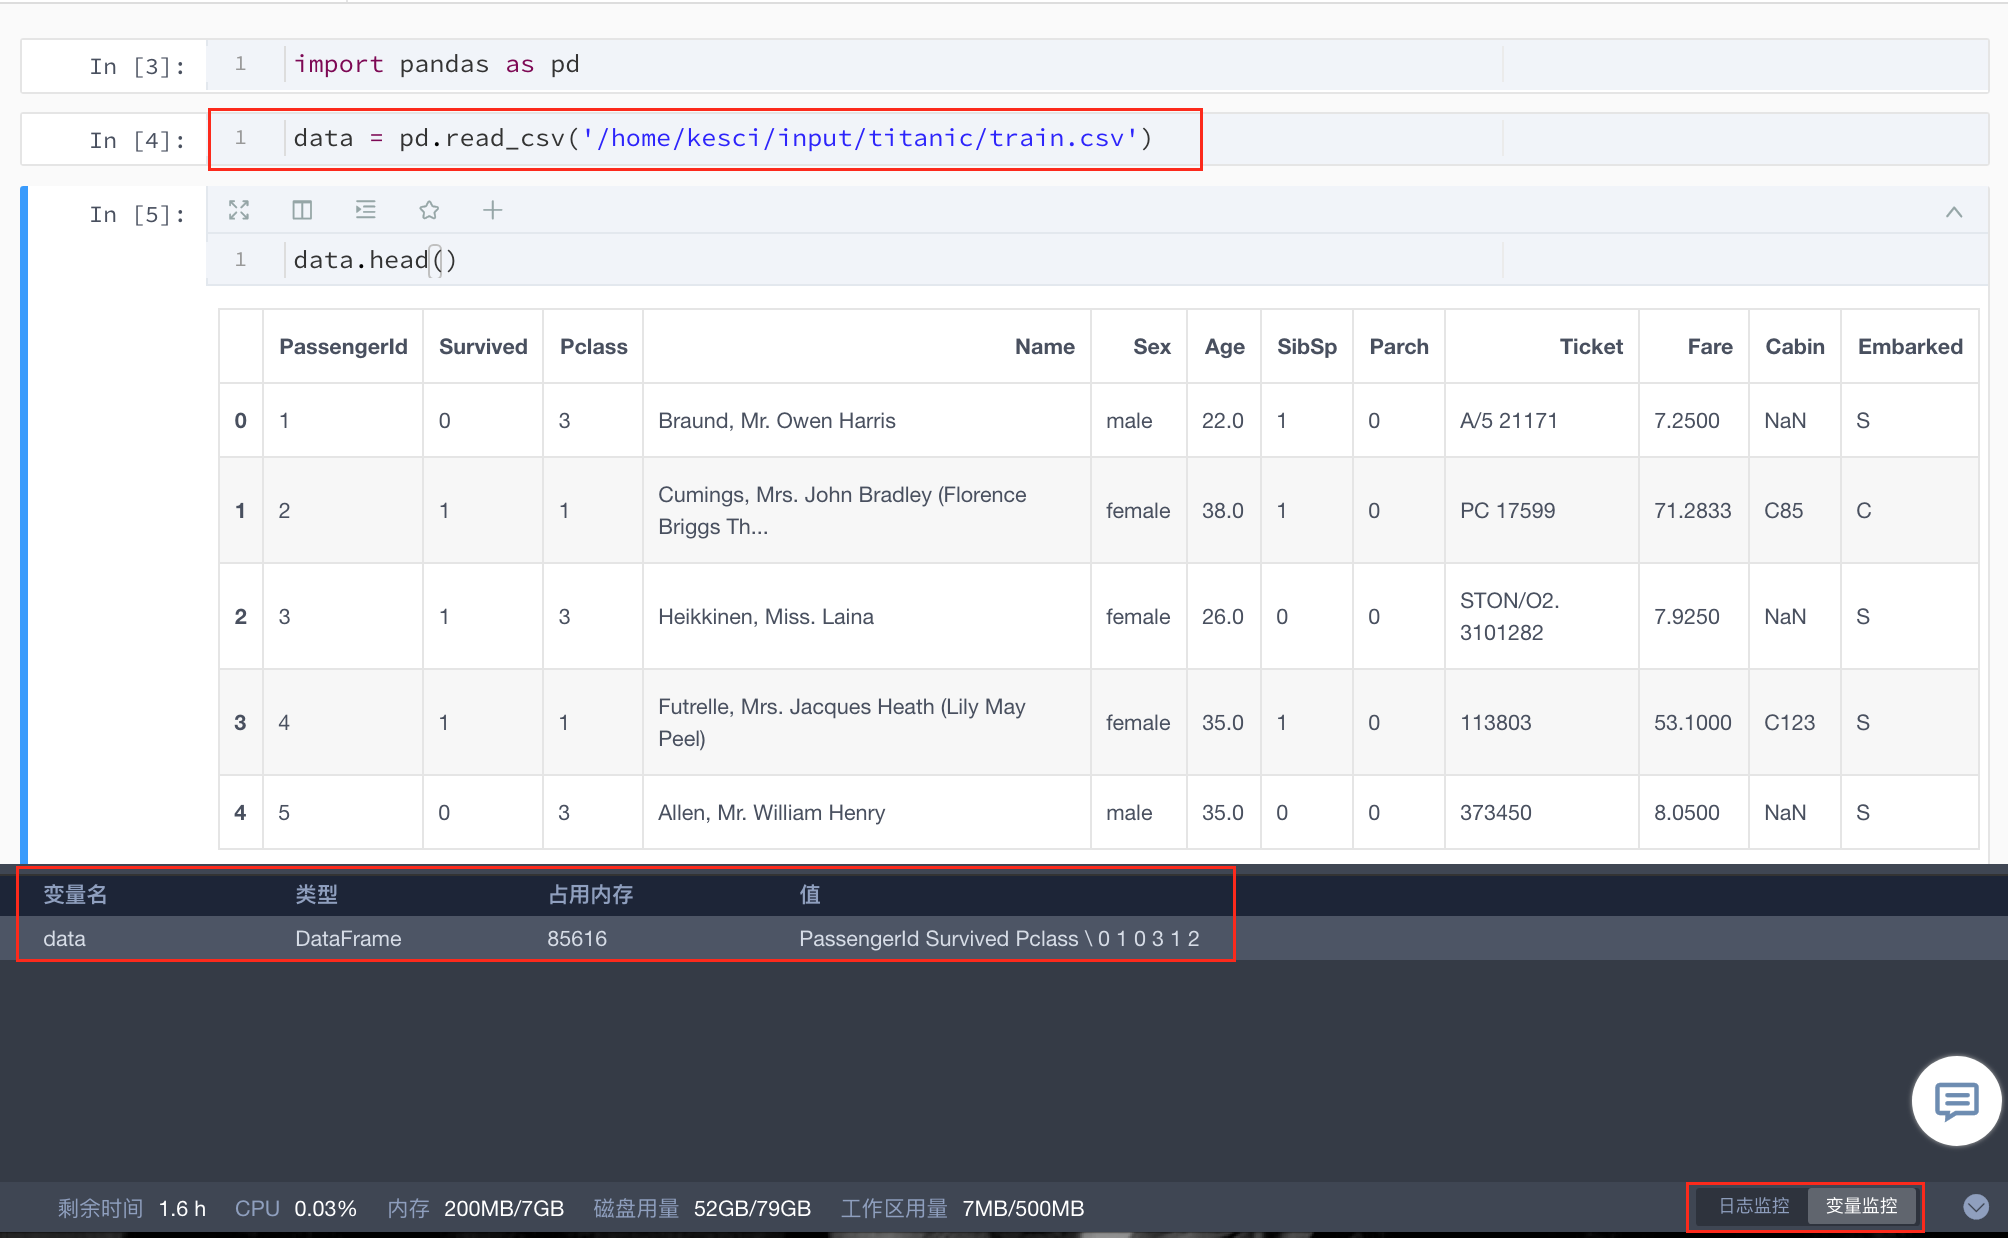 In [3]: 1 import pandas as pd
In [4]: 1 data = pd.read_csv('/home/kesci/input/titanic/train.csv')
In [5]:
1 data.head()
PassengerId Survived Pclass Name Sex Age SibSp Parch Ticket Fare Cabin Embarked
0 1 0 3 Braund, Mr. Owen Harris male 22.0 1 0 A/5 21171 7.2500 NaN S
1 2 1 1 Cumings, Mrs. John Bradley (Florence Briggs Th... female 38.0 1 0 PC 17599 71.2833 C85 C
2 3 1 3 Heikkinen, Miss. Laina female 26.0 0 0 STON/O2. 3101282 7.9250 NaN S
3 4 1 1 Futrelle, Mrs. Jacques Heath (Lily May Peel) female 35.0 1 0 113803 53.1000 C123 S
4 5 0 3 Allen, Mr. William Henry male 35.0 0 0 373450 8.0500 NaN S
变量名 类型 占用内存 值
data DataFrame 85616 PassengerId Survived Pclass \ 0 1 0 3 1 2
剩余时间 1.6 h CPU 0.03% 内存 200MB/7GB 磁盘用量 52GB/79GB 工作区用量 7MB/500MB 日志监控 变量监控